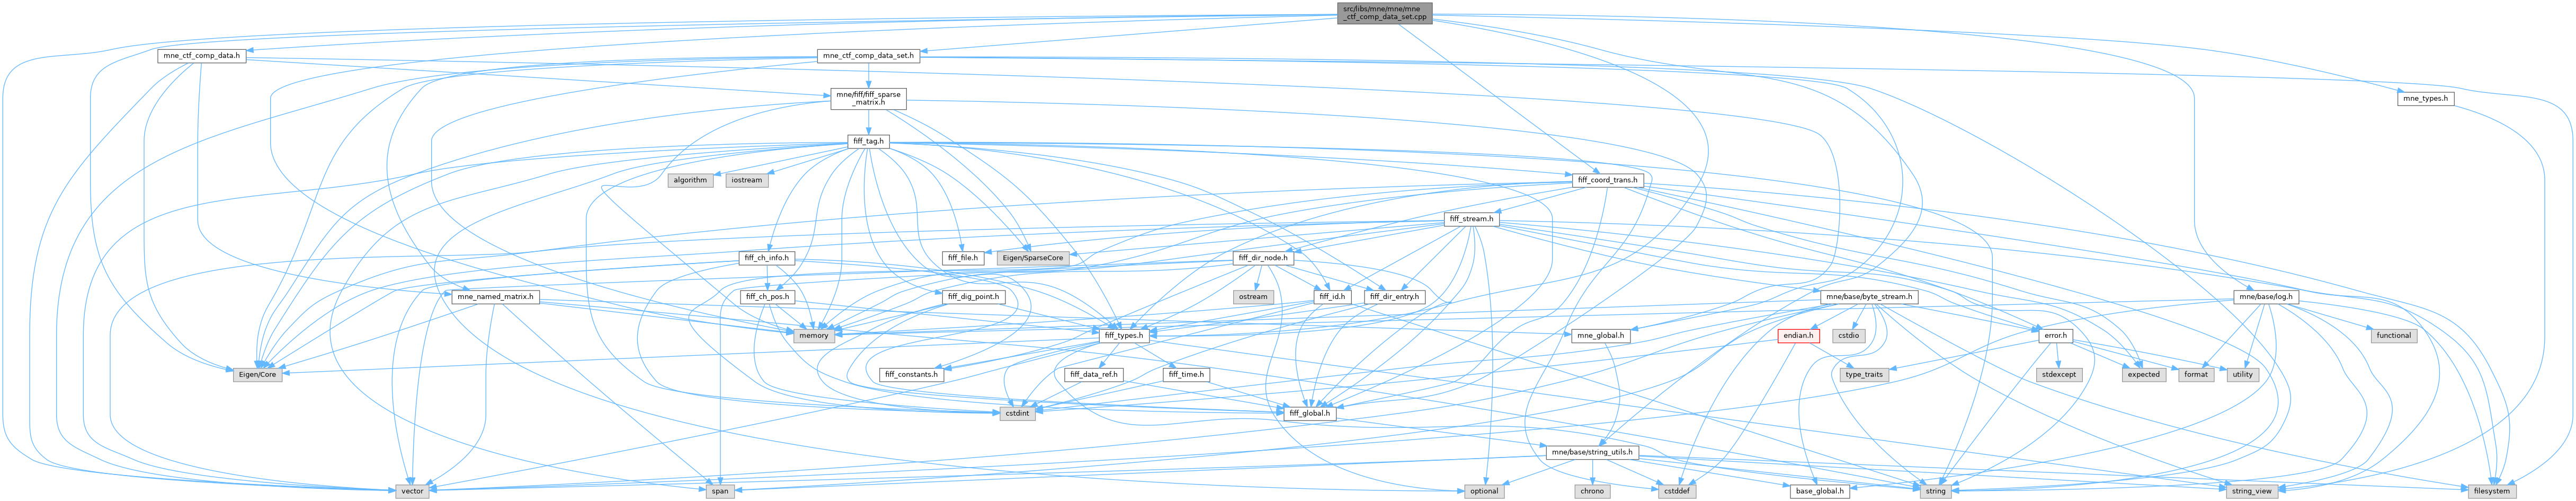 src/libs/mne/mne/mne
_ctf_comp_data_set.cpp
mne_ctf_comp_data.h
mne_ctf_comp_data_set.h
mne/fiff/fiff_sparse
_matrix.h
mne_types.h
fiff_tag.h
algorithm
iostream
fiff_coord_trans.h
fiff_stream.h
fiff_ch_info.h
fiff_file.h
Eigen/SparseCore
fiff_dir_node.h
mne_named_matrix.h
fiff_ch_pos.h
fiff_dig_point.h
ostream
fiff_id.h
fiff_dir_entry.h
mne/base/byte_stream.h
mne/base/log.h
memory
fiff_types.h
mne_global.h
cstdio
endian.h
error.h
functional
Eigen/Core
fiff_constants.h
fiff_data_ref.h
fiff_time.h
type_traits
stdexcept
expected
format
utility
cstdint
fiff_global.h
mne/base/string_utils.h
vector
span
optional
chrono
cstddef
base_global.h
string
string_view
filesystem